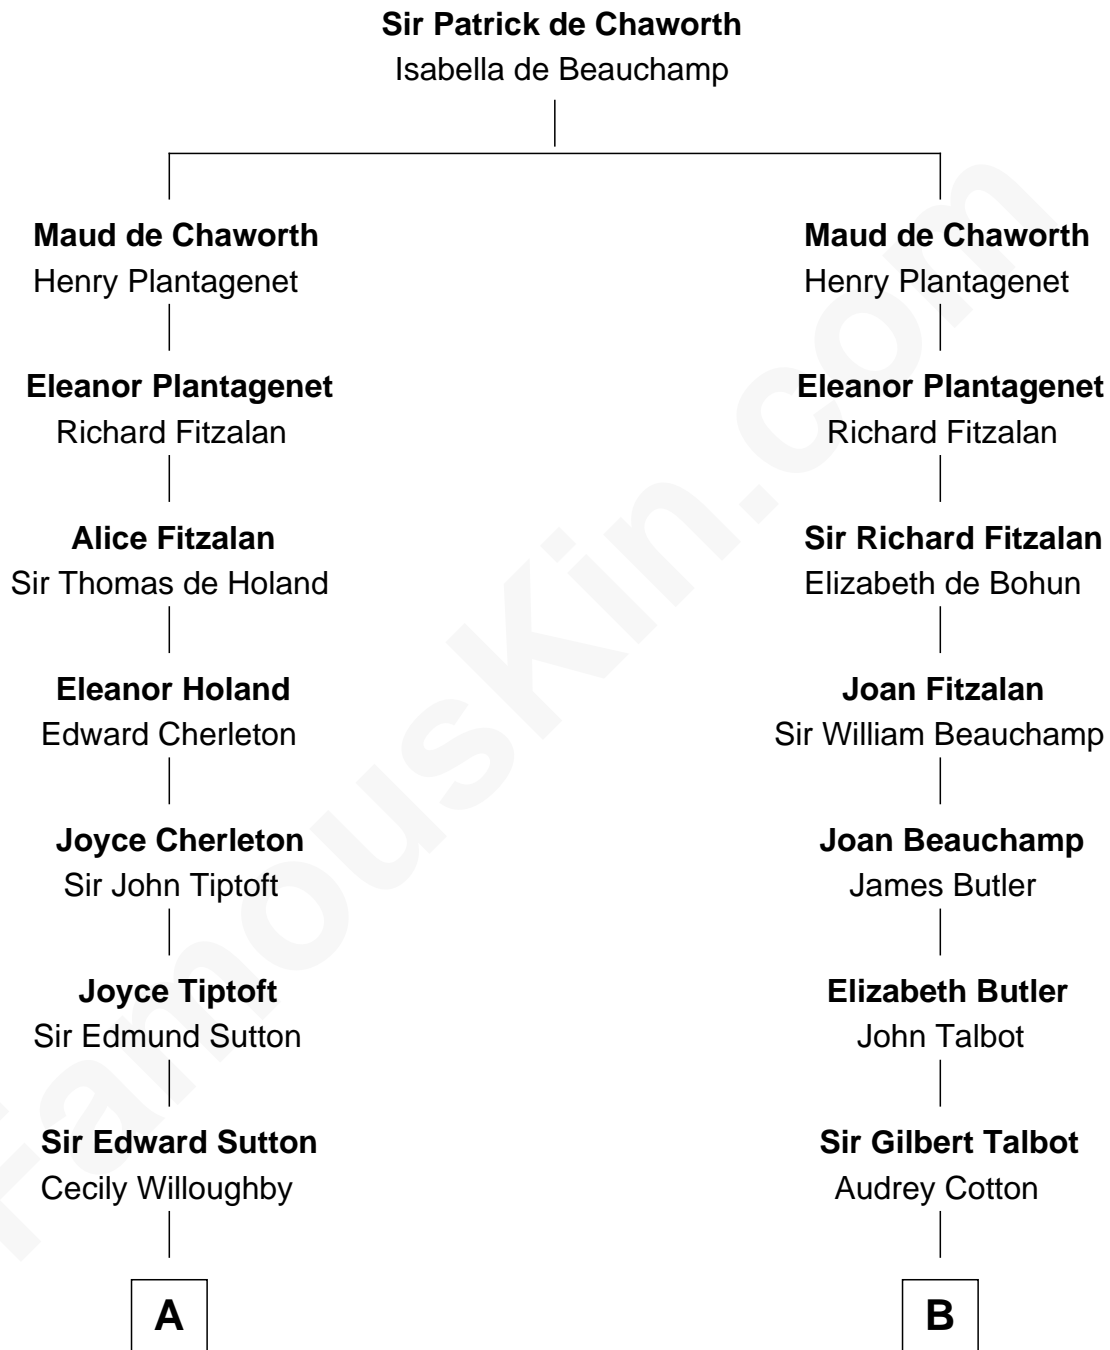 Sir Patrick de Chaworth
Isabella de Beauchamp
Maud de Chaworth
Henry Plantagenet
Eleanor Plantagenet
Richard Fitzalan
Alice Fitzalan
Sir Thomas de Holand
Eleanor Holand
Edward Cherleton
Joyce Cherleton
Sir John Tiptoft
Joyce Tiptoft
Sir Edmund Sutton
Sir Edward Sutton
Cecily Willoughby
A
Maud de Chaworth
Henry Plantagenet
Eleanor Plantagenet
Richard Fitzalan
Sir Richard Fitzalan
Elizabeth de Bohun
Joan Fitzalan
Sir William Beauchamp
Joan Beauchamp
James Butler
Elizabeth Butler
John Talbot
Sir Gilbert Talbot
Audrey Cotton
B
FamousKin.com